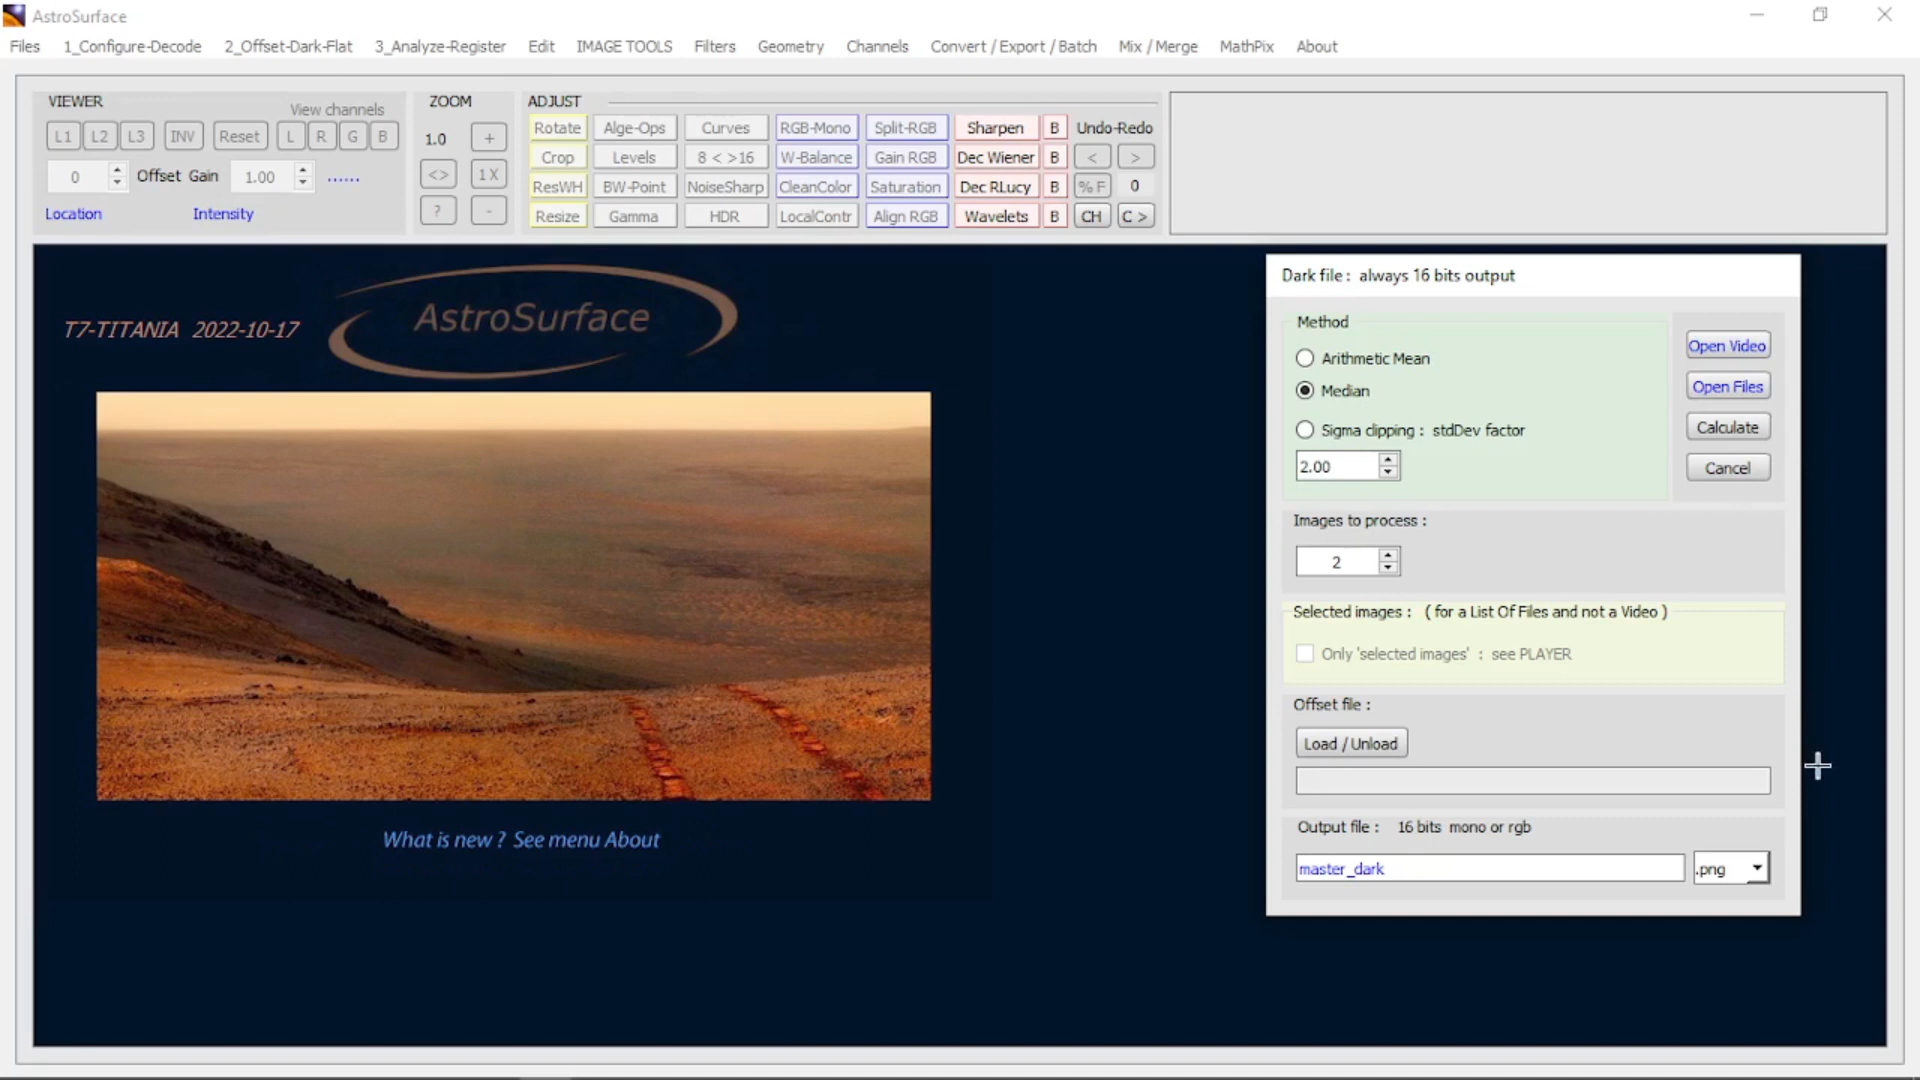 AstroSurface
Files 1_Configure-Decode 2_Offset-Dark-Flat 3_Analyze-Register Edit IMAGE TOOLS Filters Geometry Channels Convert / Export / Batch Mix / Merge MathPix About
VIEWER
View channels
L1 L2 L3 INV Reset L R G B
0 Offset Gain 1.00 ......
Location Intensity
ZOOM
1.0 +
<> 1 X
? -
ADJUST
Rotate Alge-Ops Curves RGB-Mono Split-RGB Sharpen B Undo-Redo
Crop Levels 8 < >16 W-Balance Gain RGB Dec Wiener B < >
ResWH BW-Point NoiseSharp CleanColor Saturation Dec RLucy B % F 0
Resize Gamma HDR LocalContr Align RGB Wavelets B CH C >
T7-TITANIA 2022-10-17
AstroSurface
What is new ? See menu About
Dark file : always 16 bits output
Method
Arithmetic Mean
Median
Sigma clipping : stdDev factor
2.00
Open Video
Open Files
Calculate
Cancel
Images to process :
2
Selected images : ( for a List Of Files and not a Video )
Only 'selected images' : see PLAYER
Offset file :
Load / Unload
Output file : 16 bits mono or rgb
master_dark .png